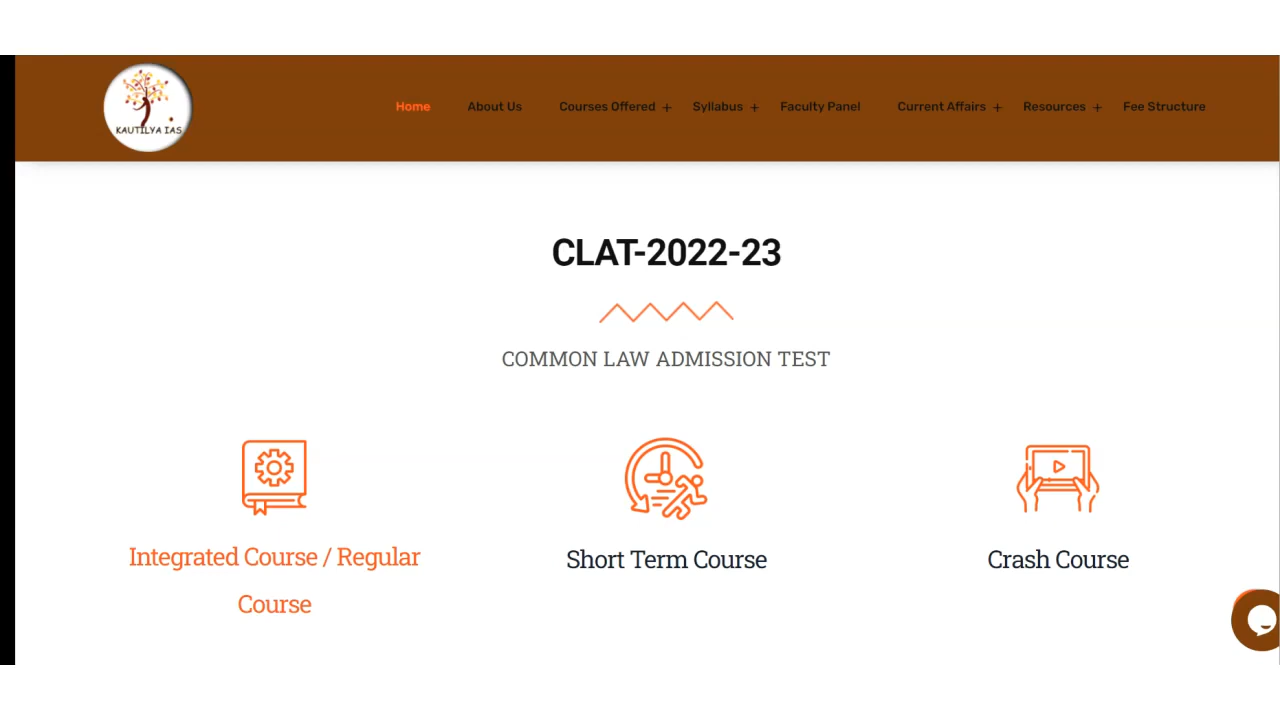 KAUTILYA IAS
Home About Us Courses Offered + Syllabus + Faculty Panel Current Affairs + Resources + Fee Structure
CLAT-2022-23
COMMON LAW ADMISSION TEST
Integrated Course / Regular
Course
Short Term Course
Crash Course